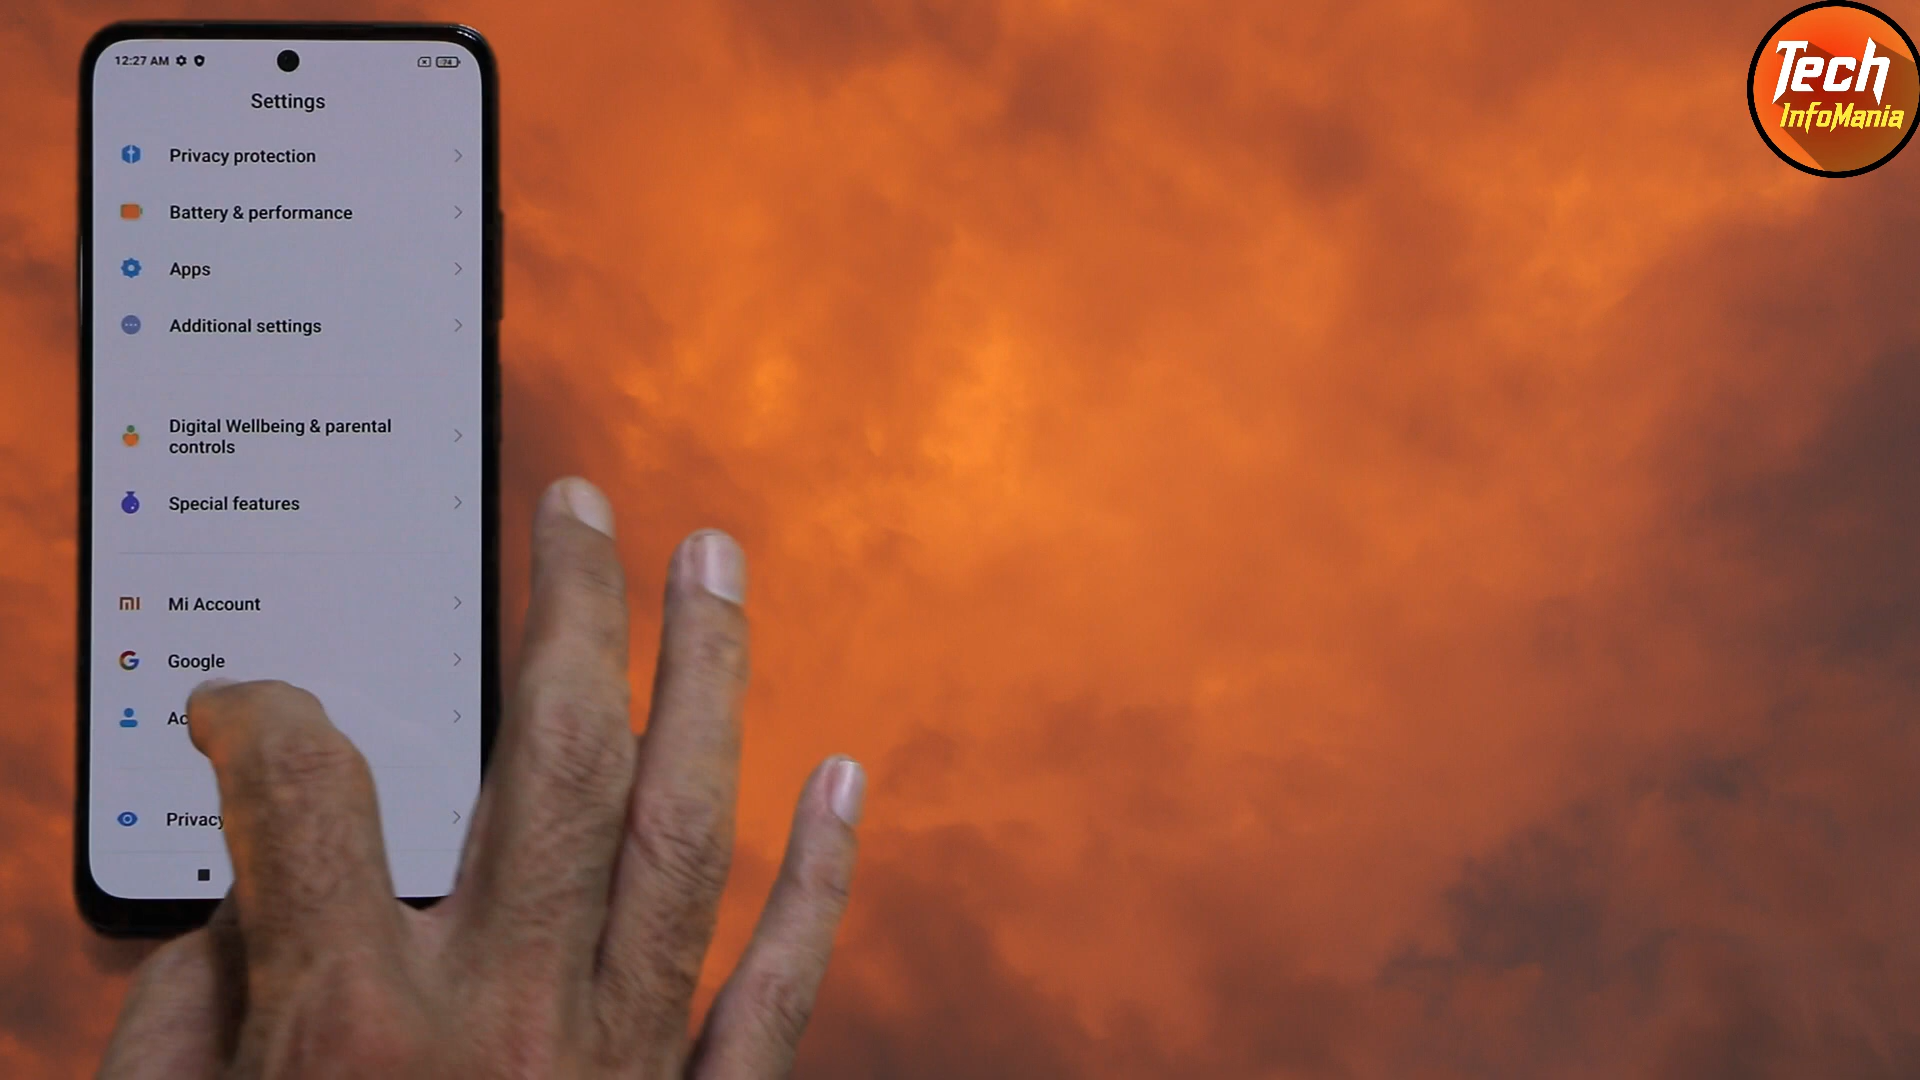 12:27 AM
74
Settings
Privacy protection
Battery & performance
Apps
Additional settings
Digital Wellbeing & parental
controls
Special features
Mi Account
Google
Ac
Privacy
Tech
InfoMania